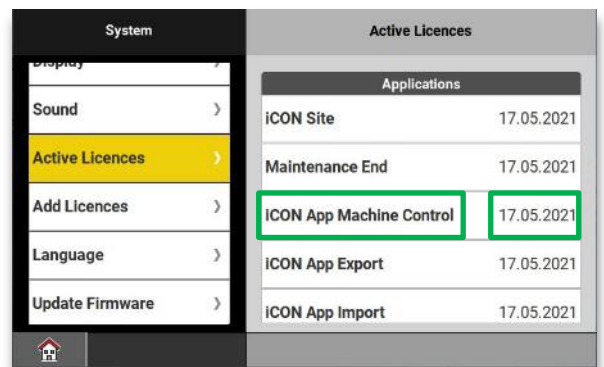 System
Active Licences
Display
Sound
Active Licences
Add Licences
Language
Update Firmware
Applications
iCON Site 17.05.2021
Maintenance End 17.05.2021
iCON App Machine Control 17.05.2021
iCON App Export 17.05.2021
iCON App Import 17.05.2021